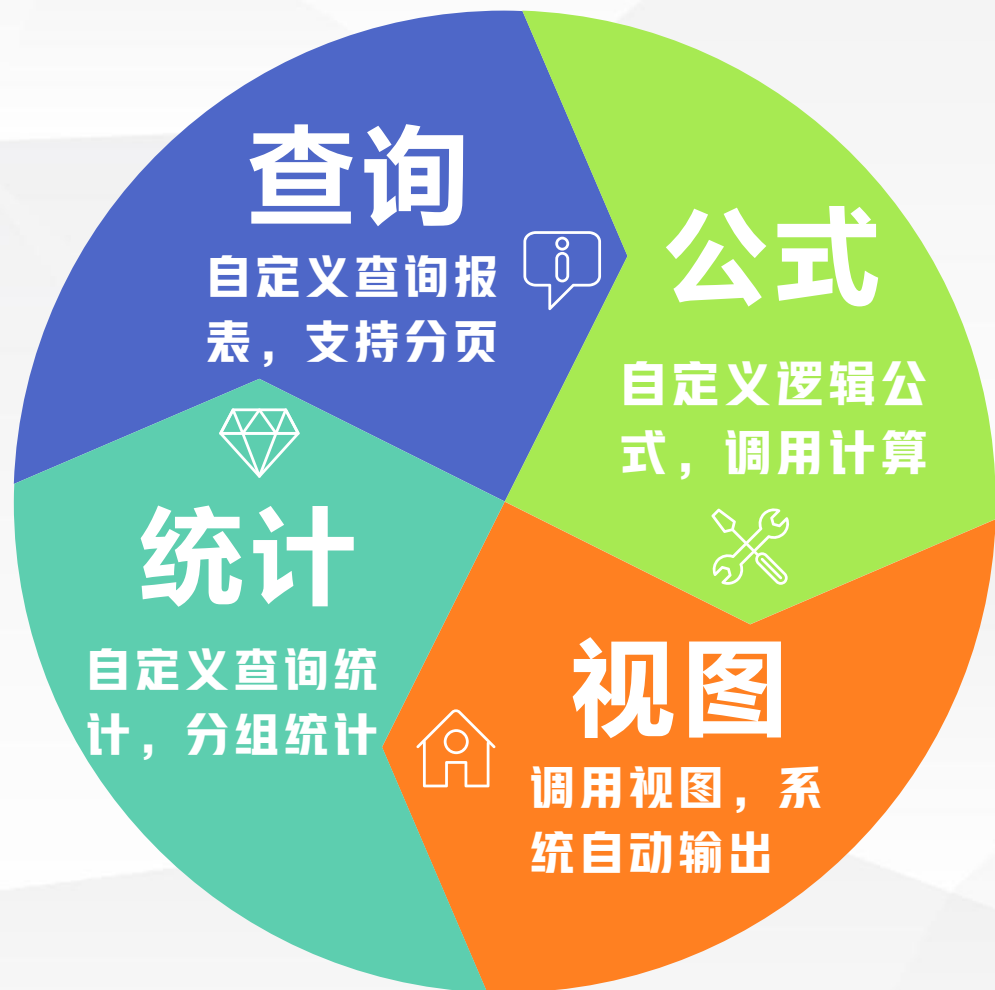 查询
自定义查询报
表，支持分页
公式
自定义逻辑公
式，调用计算
统计
自定义查询统
计，分组统计
视图
调用视图，系
统自动输出